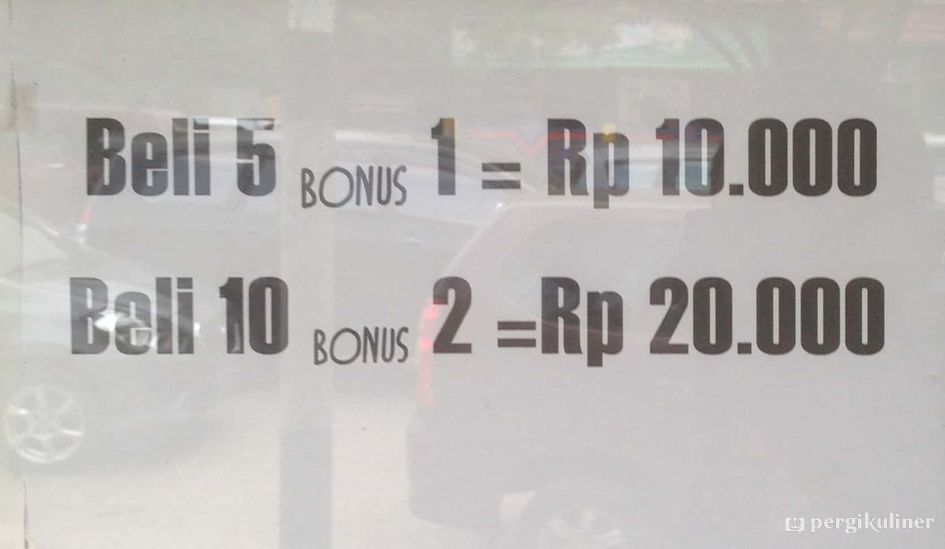 Beli 5 BONUS 1 = Rp 10.000
Beli 10 BONUS 2 =Rp 20.000
pergikuliner